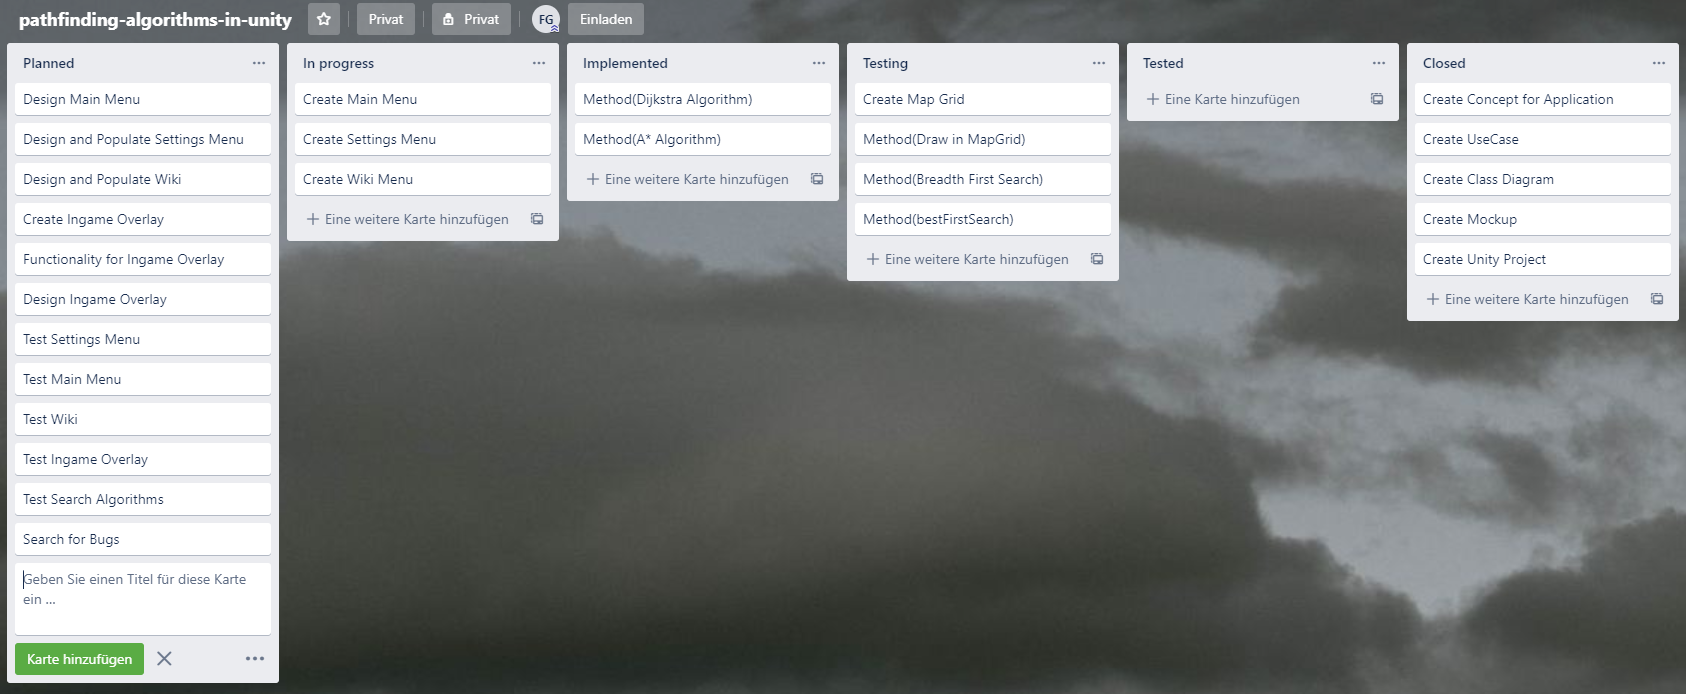 pathfinding-algorithms-in-unity
Privat
Privat
FG
Einladen
Planned
Design Main Menu
Design and Populate Settings Menu
Design and Populate Wiki
Create Ingame Overlay
Functionality for Ingame Overlay
Design Ingame Overlay
Test Settings Menu
Test Main Menu
Test Wiki
Test Ingame Overlay
Test Search Algorithms
Search for Bugs
Geben Sie einen Titel für diese Karte
ein ...
Karte hinzufügen
In progress
Create Main Menu
Create Settings Menu
Create Wiki Menu
Eine weitere Karte hinzufügen
Implemented
Method(Dijkstra Algorithm)
Method(A* Algorithm)
Eine weitere Karte hinzufügen
Testing
Create Map Grid
Method(Draw in MapGrid)
Method(Breadth First Search)
Method(bestFirstSearch)
Eine weitere Karte hinzufügen
Tested
Eine Karte hinzufügen
Closed
Create Concept for Application
Create UseCase
Create Class Diagram
Create Mockup
Create Unity Project
Eine weitere Karte hinzufügen